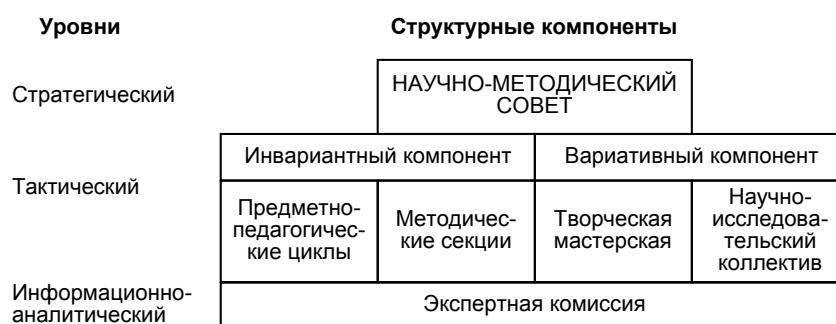 Уровни
Структурные компоненты
Стратегический
НАУЧНО-МЕТОДИЧЕСКИЙ
СОВЕТ
Тактический
Инвариантный компонент
Вариативный компонент
Предметно-
педагогичес-
кие циклы
Методичес-
кие секции
Творческая
мастерская
Научно-
исследова-
тельский
коллектив
Информационно-
аналитический
Экспертная комиссия